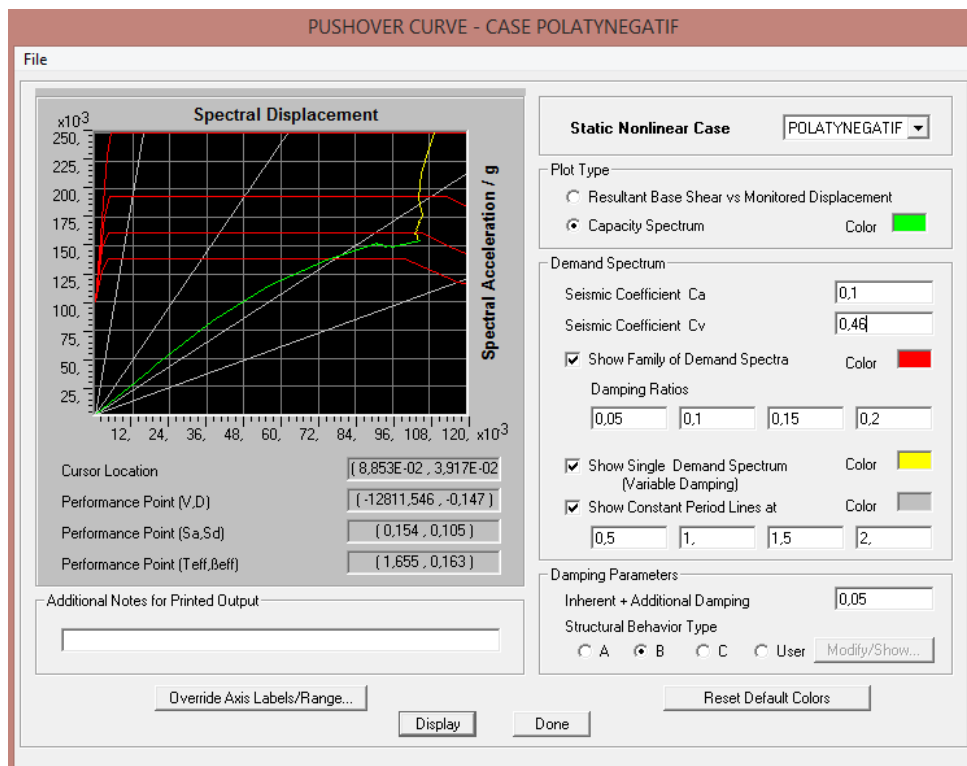 PUSHOVER CURVE - CASE POLATYNEGATIF
File
Spectral Displacement
x10³
250,
225,
200,
175,
150,
125,
100,
75,
50,
25,
Spectral Acceleration / g
12, 24, 36, 48, 60, 72, 84, 96, 108, 120, x10³
Cursor Location (8,853E-02 , 3,917E-02
Performance Point (V,D) ( -12811,546 , -0,147 )
Performance Point (Sa,Sd) ( 0,154 , 0,105 )
Performance Point (Teff,ßeff) ( 1,655 , 0,163 )
Additional Notes for Printed Output
Override Axis Labels/Range...
Static Nonlinear Case POLATYNEGATIF
Plot Type
Resultant Base Shear vs Monitored Displacement
Capacity Spectrum Color
Demand Spectrum
Seismic Coefficient Ca 0,1
Seismic Coefficient Cv 0,46
Show Family of Demand Spectra Color
Damping Ratios
0,05 0,1 0,15 0,2
Show Single Demand Spectrum Color
(Variable Damping)
Show Constant Period Lines at Color
0,5 1, 1,5 2,
Damping Parameters
Inherent + Additional Damping 0,05
Structural Behavior Type
A B C User Modify/Show...
Reset Default Colors
Display Done